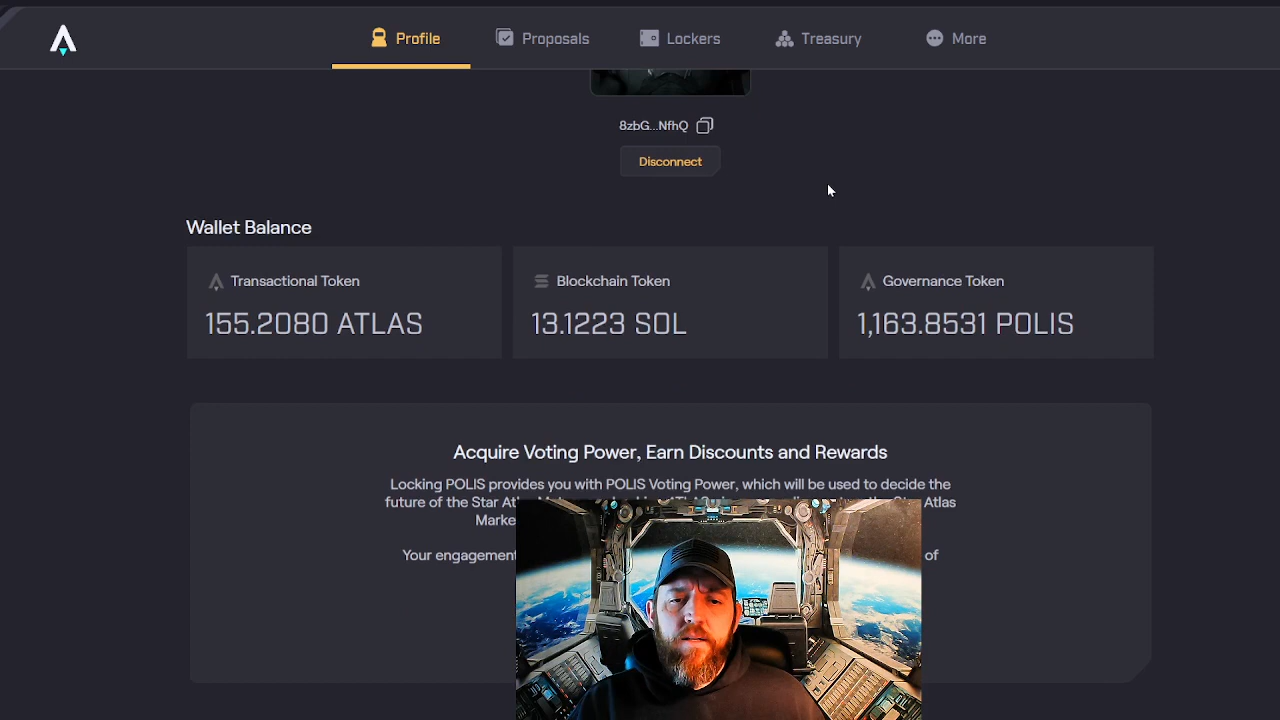 Profile
Proposals
Lockers
Treasury
More
8zbG...NfhQ
Disconnect
Wallet Balance
Transactional Token
155.2080 ATLAS
Blockchain Token
13.1223 SOL
Governance Token
1,163.8531 POLIS
Acquire Voting Power, Earn Discounts and Rewards
Locking POLIS provides you with POLIS Voting Power, which will be used to decide the
future of the Star Atlas
Your engagement of